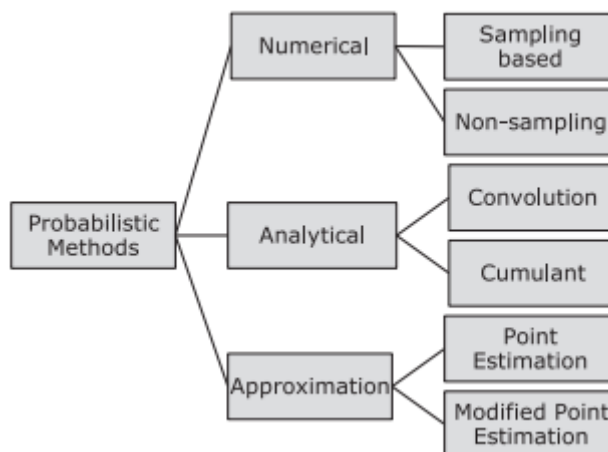 Numerical
Sampling
based
Non-sampling
Probabilistic
Methods
Analytical
Convolution
Cumulant
Approximation
Point
Estimation
Modified Point
Estimation